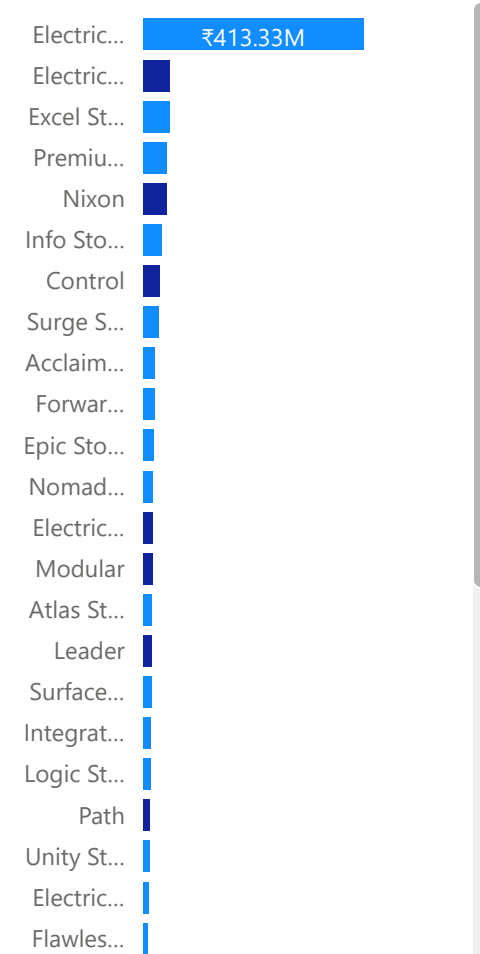 Electric... ₹413.33M
Electric...
Excel St...
Premiu...
Nixon
Info Sto...
Control
Surge S...
Acclaim...
Forwar...
Epic Sto...
Nomad...
Electric...
Modular
Atlas St...
Leader
Surface...
Integrat...
Logic St...
Path
Unity St...
Electric...
Flawles...